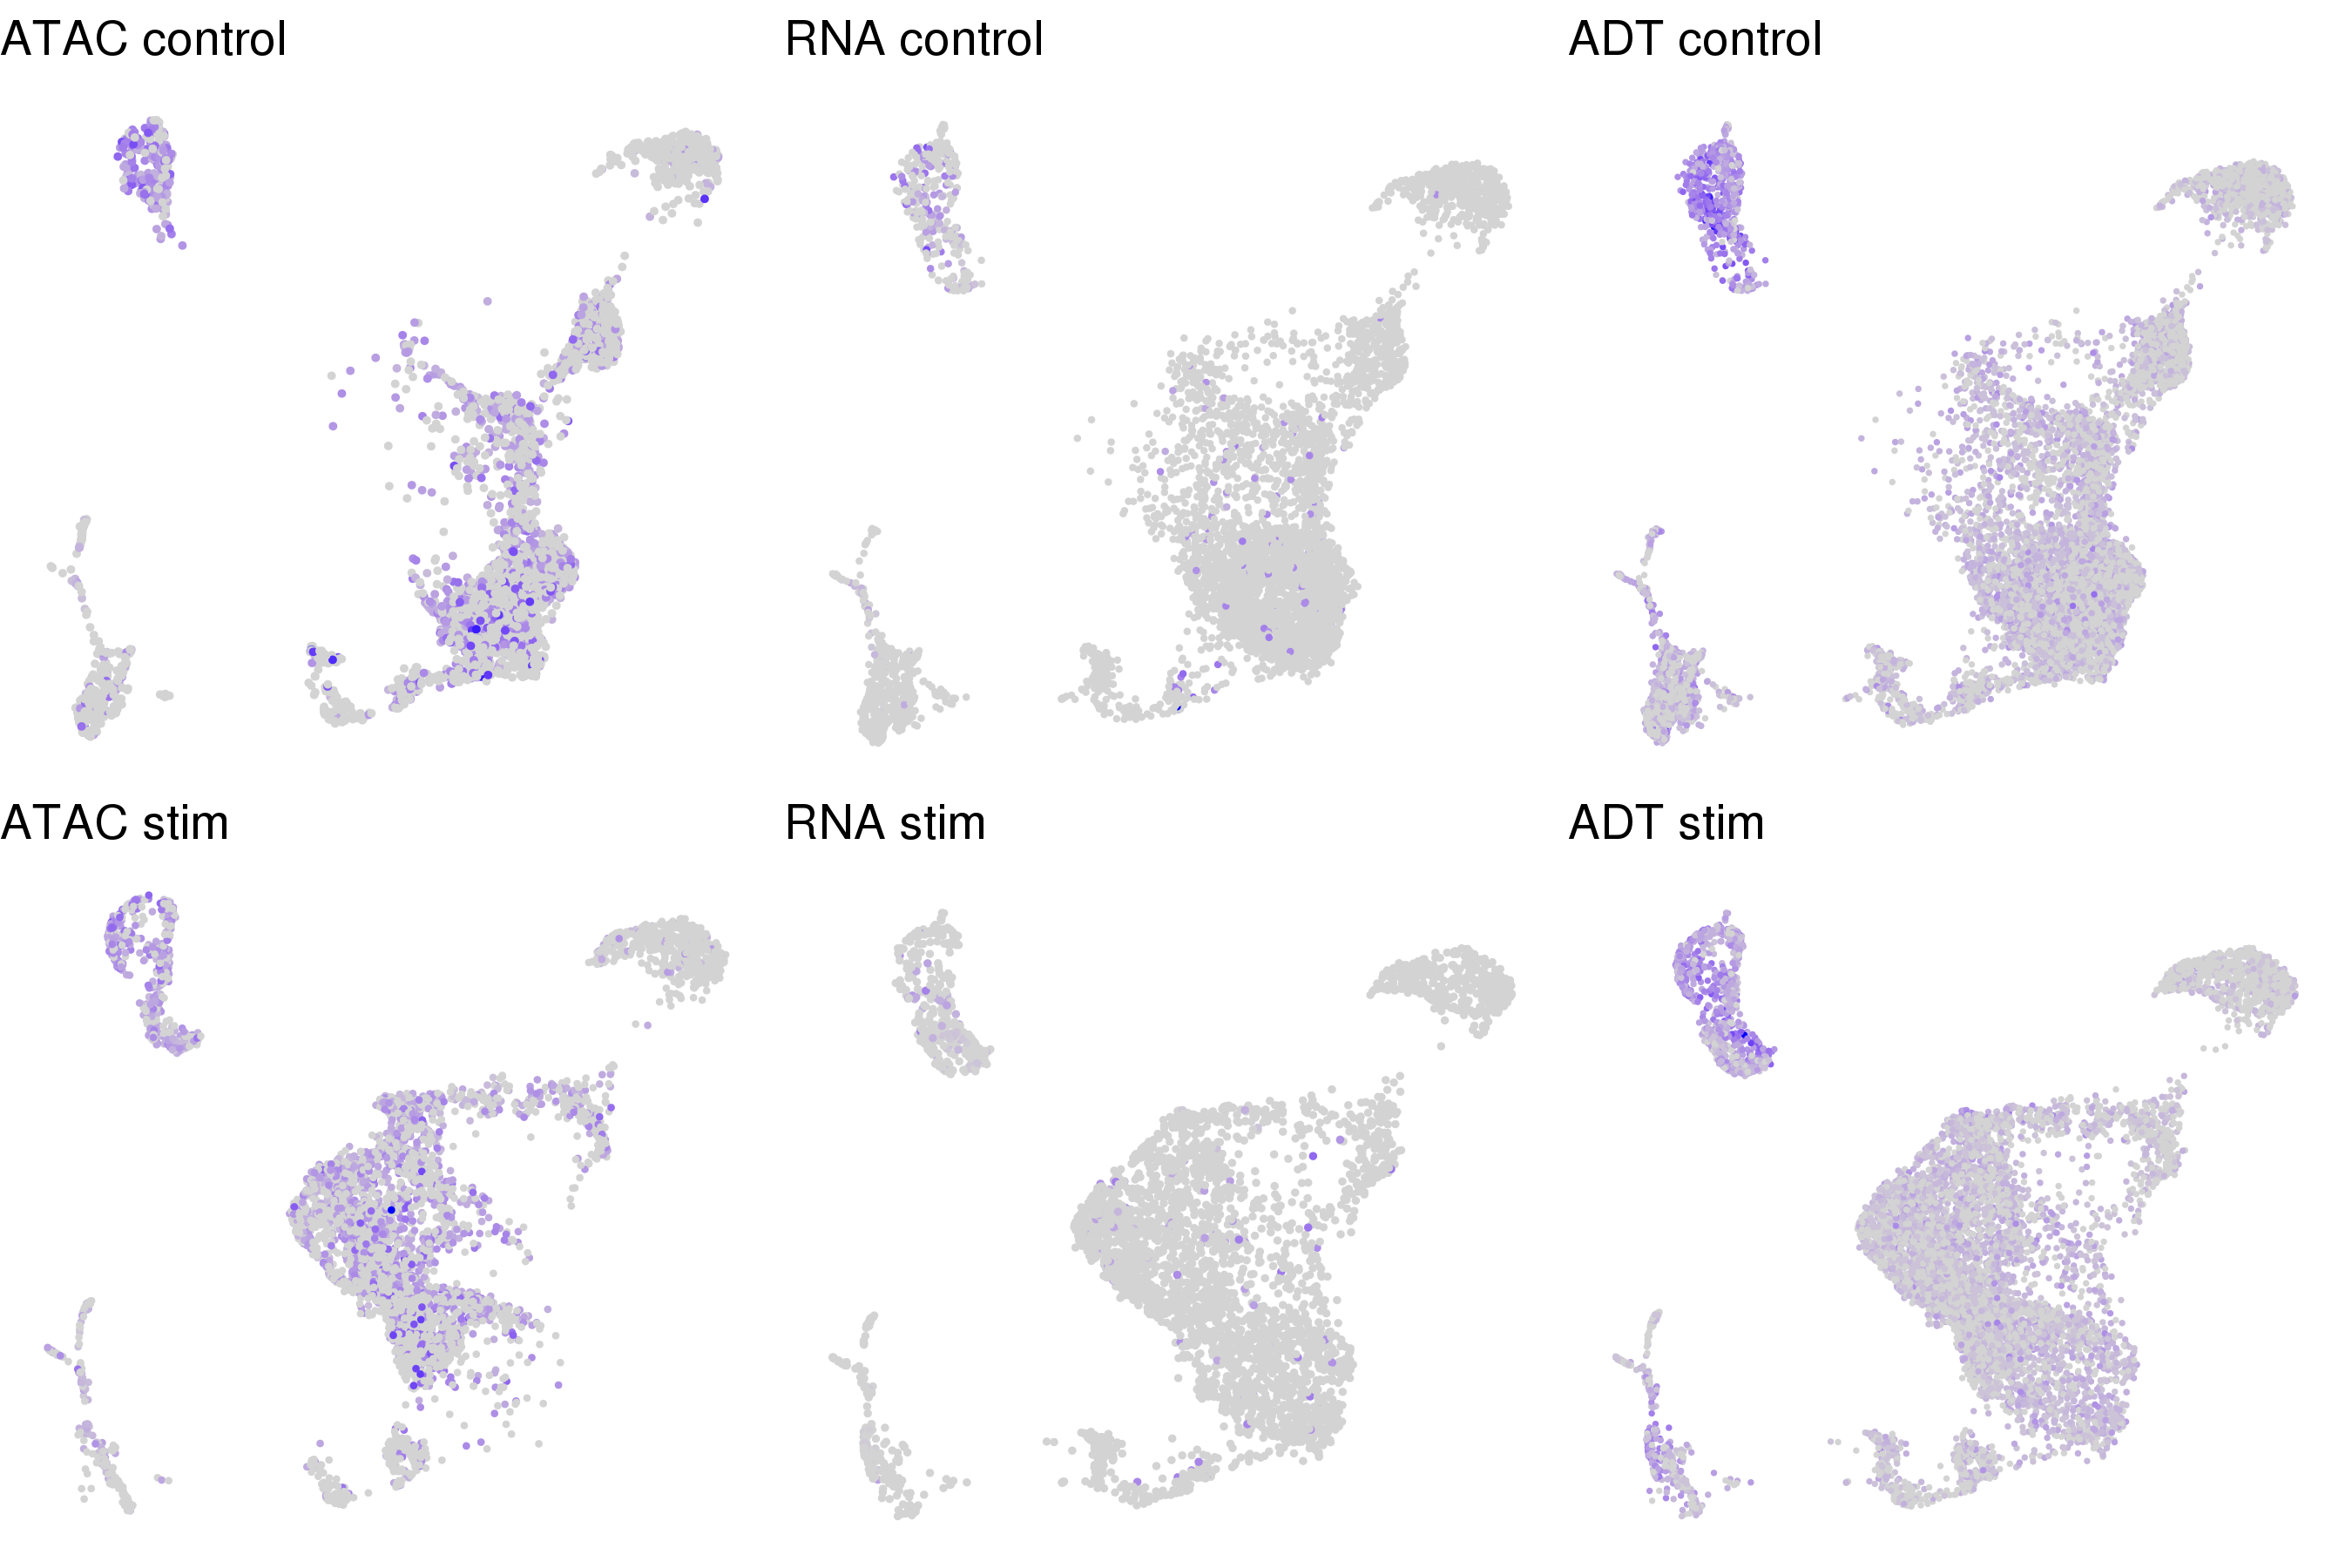 ATAC control
RNA control
ADT control
ATAC stim
RNA stim
ADT stim